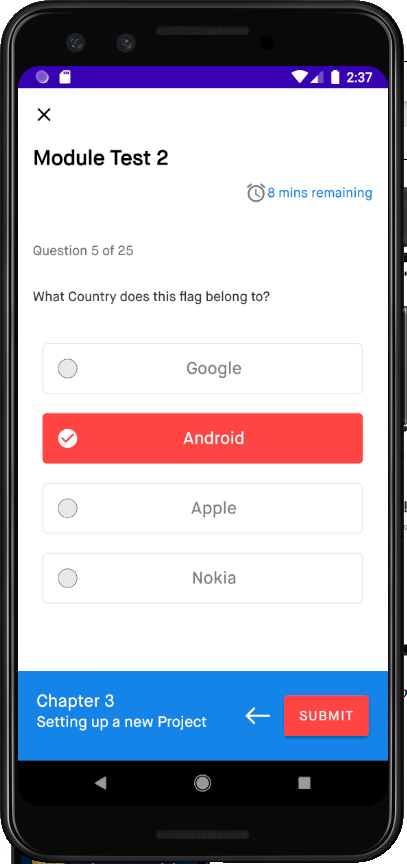 2:37
Module Test 2
8 mins remaining
Question 5 of 25
What Country does this flag belong to?
Google
Android
Apple
Nokia
Chapter 3
Setting up a new Project
SUBMIT